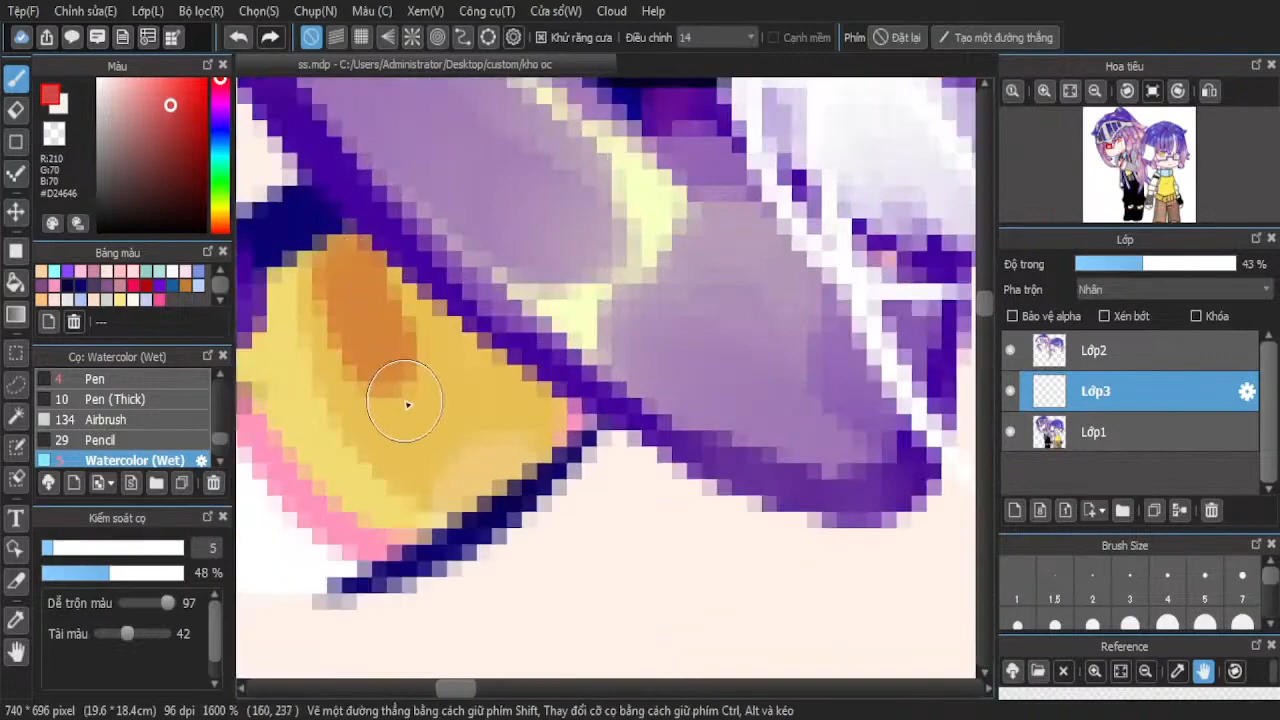 Tệp(F) Chỉnh sửa(E) Lớp(L) Bộ lọc(R) Chọn(S) Chụp(N) Màu (C) Xem(V) Công cụ(T) Cửa sổ(W) Cloud Help
Khử răng cưa Điều chỉnh 14 Cạnh mềm Phím Đặt lại Tạo một đường thẳng
ss.mdp - C:/Users/Administrator/Desktop/custom/kho oc
Màu
R:210
G:70
B:70
#D24646
Bảng màu
---
Cọ: Watercolor (Wet)
4 Pen
10 Pen (Thick)
134 Airbrush
29 Pencil
5 Watercolor (Wet)
Kiểm soát cọ
5
48 %
Dễ trộn màu 97
Tải màu 42
Hoa tiêu
Lớp
Độ trong 43 %
Pha trộn Nhân
Bảo vệ alpha Xén bớt Khóa
Lớp2
Lớp3
Lớp1
Brush Size
1 1.5 2 3 4 5 7
Reference
740 * 696 pixel (19.6 * 18.4cm) 96 dpi 1600 % (160, 237) Vẽ một đường thẳng bằng cách giữ phím Shift, Thay đổi cỡ cọ bằng cách giữ phím Ctrl, Alt và kéo